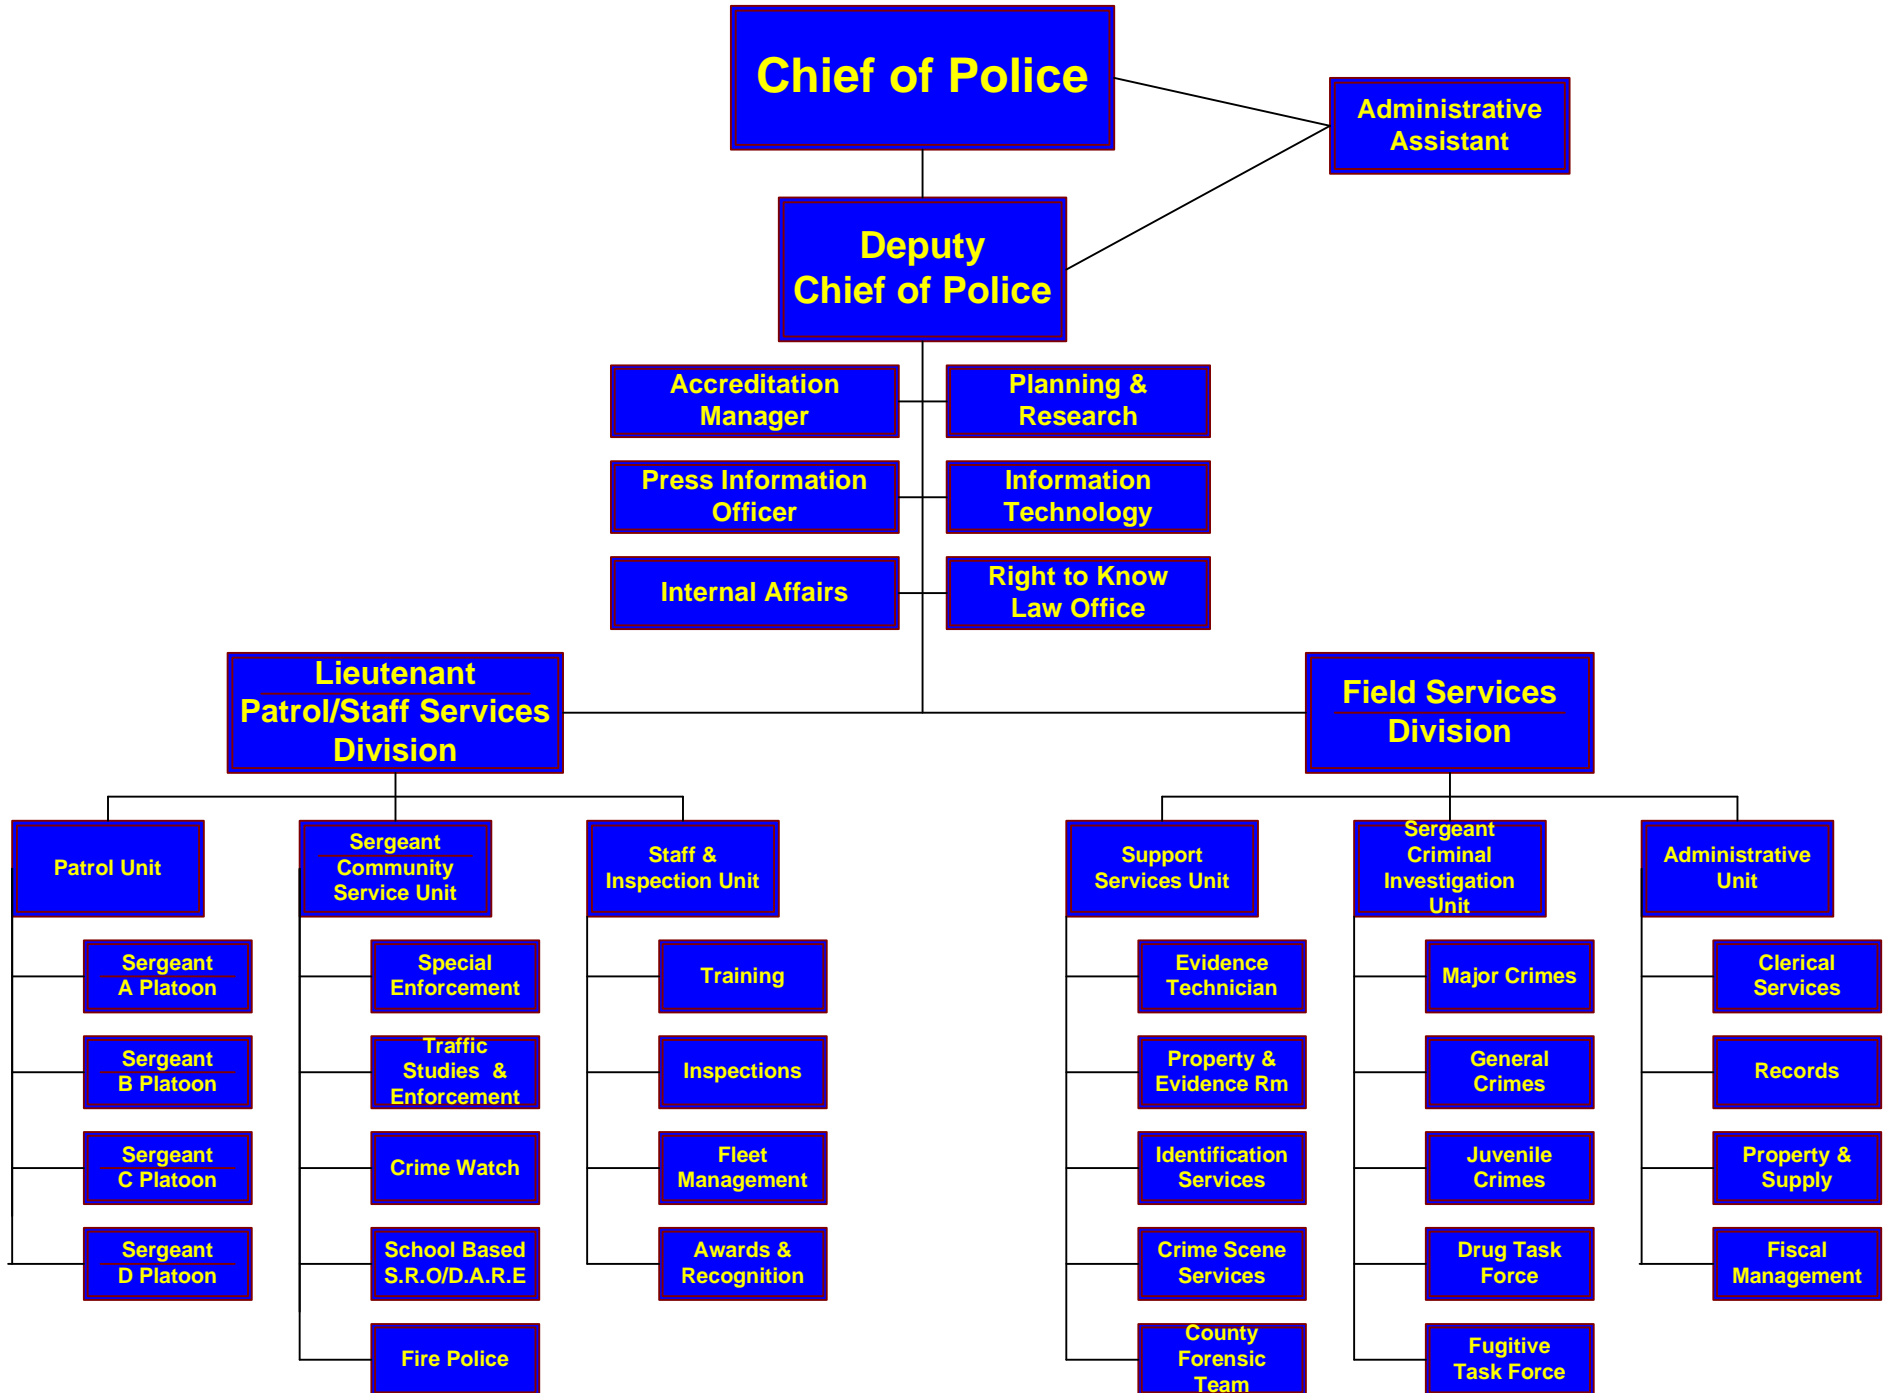 Chief of Police
Administrative
Assistant
Deputy
Chief of Police
Accreditation
Manager
Planning &
Research
Press Information
Officer
Information
Technology
Internal Affairs
Right to Know
Law Office
Lieutenant
Patrol/Staff Services
Division
Field Services
Division
Patrol Unit
Sergeant
Community
Service Unit
Staff &
Inspection Unit
Support
Services Unit
Sergeant
Criminal
Investigation
Unit
Administrative
Unit
Sergeant
A Platoon
Special
Enforcement
Training
Evidence
Technician
Major Crimes
Clerical
Services
Sergeant
B Platoon
Traffic
Studies &
Enforcement
Inspections
Property &
Evidence Rm
General
Crimes
Records
Sergeant
C Platoon
Crime Watch
Fleet
Management
Identification
Services
Juvenile
Crimes
Property &
Supply
Sergeant
D Platoon
School Based
S.R.O/D.A.R.E
Awards &
Recognition
Crime Scene
Services
Drug Task
Force
Fiscal
Management
Fire Police
County
Forensic
Team
Fugitive
Task Force